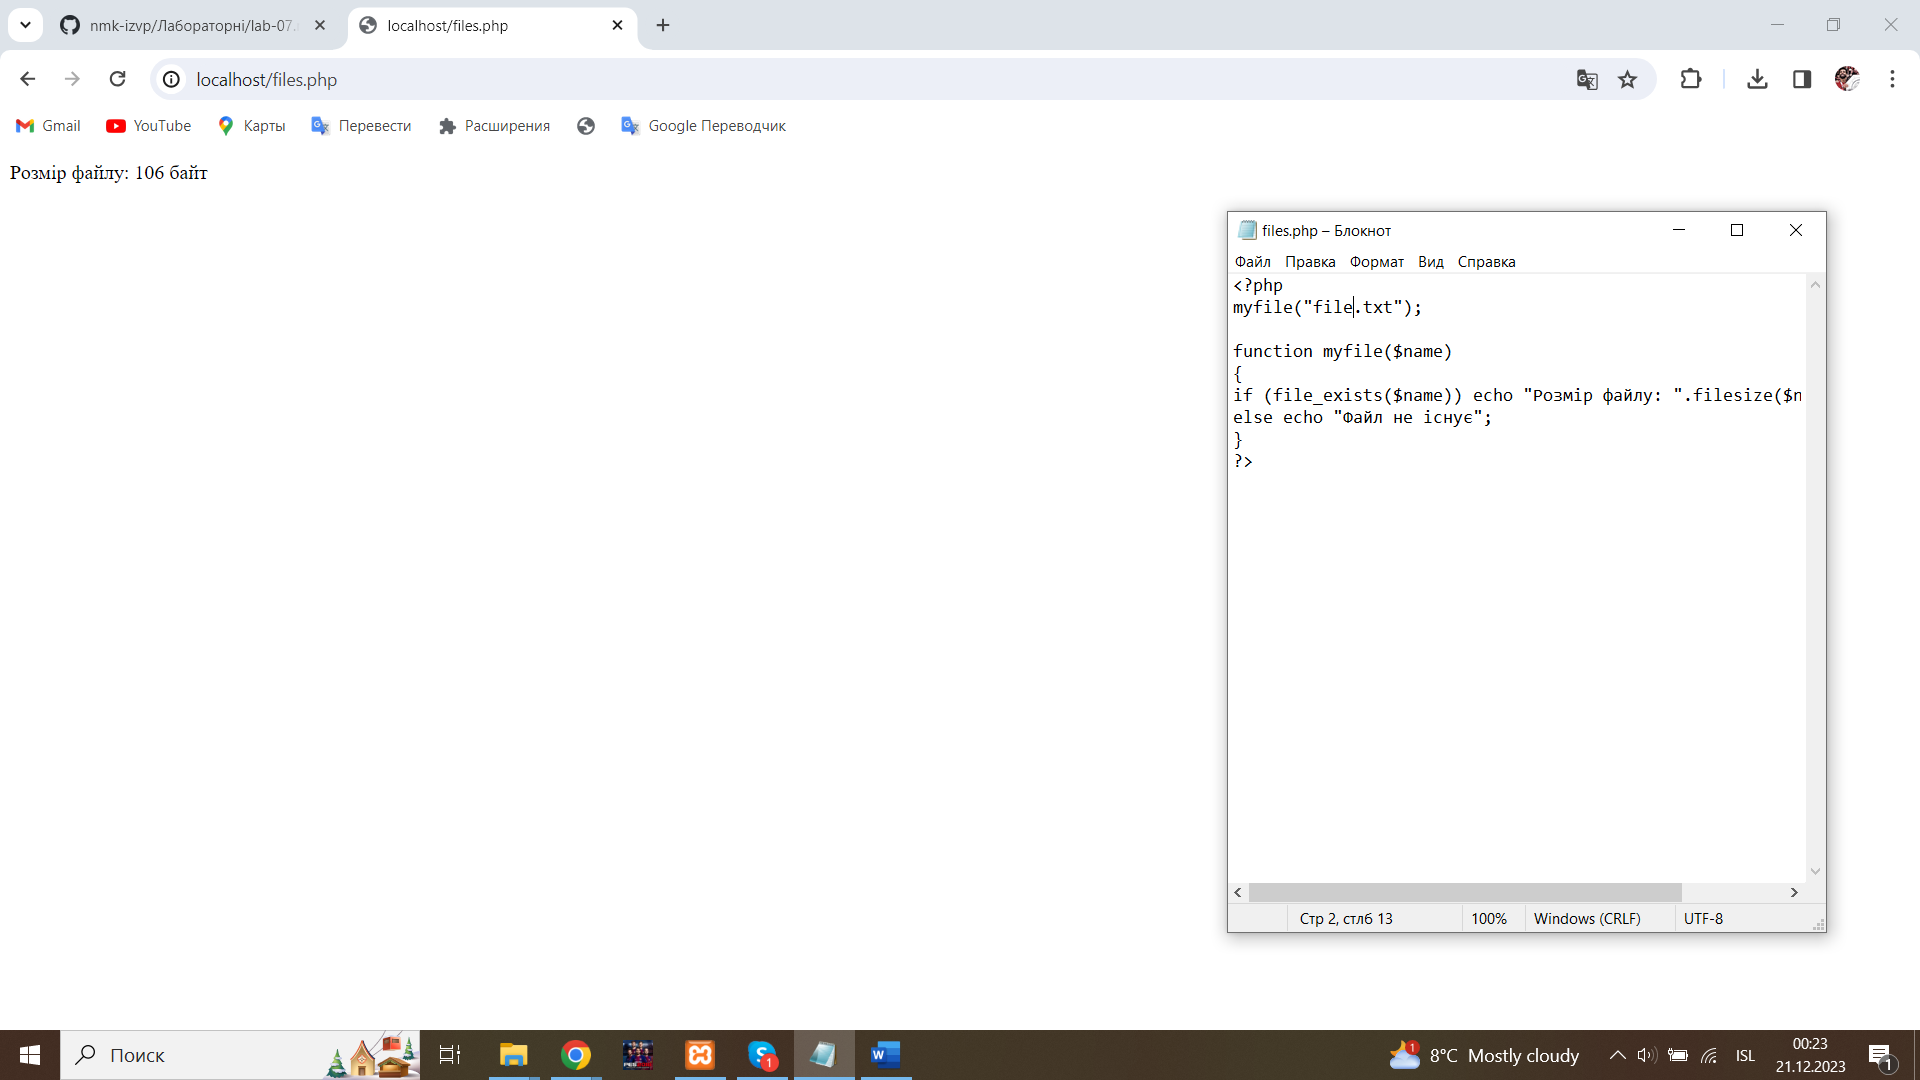 nmk-izvp/Лабораторні/lab-07.
localhost/files.php
localhost/files.php
Gmail
YouTube
Карты
Перевести
Расширения
Google Переводчик
Розмір файлу: 106 байт
files.php – Блокнот
Файл Правка Формат Вид Справка
<?php
myfile("file.txt");
function myfile($name)
{
if (file_exists($name)) echo "Розмір файлу: ".filesize($n
else echo "Файл не існує";
}
?>
Стр 2, стлб 13
100%
Windows (CRLF)
UTF-8
Поиск
1
W
1
8°C Mostly cloudy
ISL
00:23
21.12.2023
1